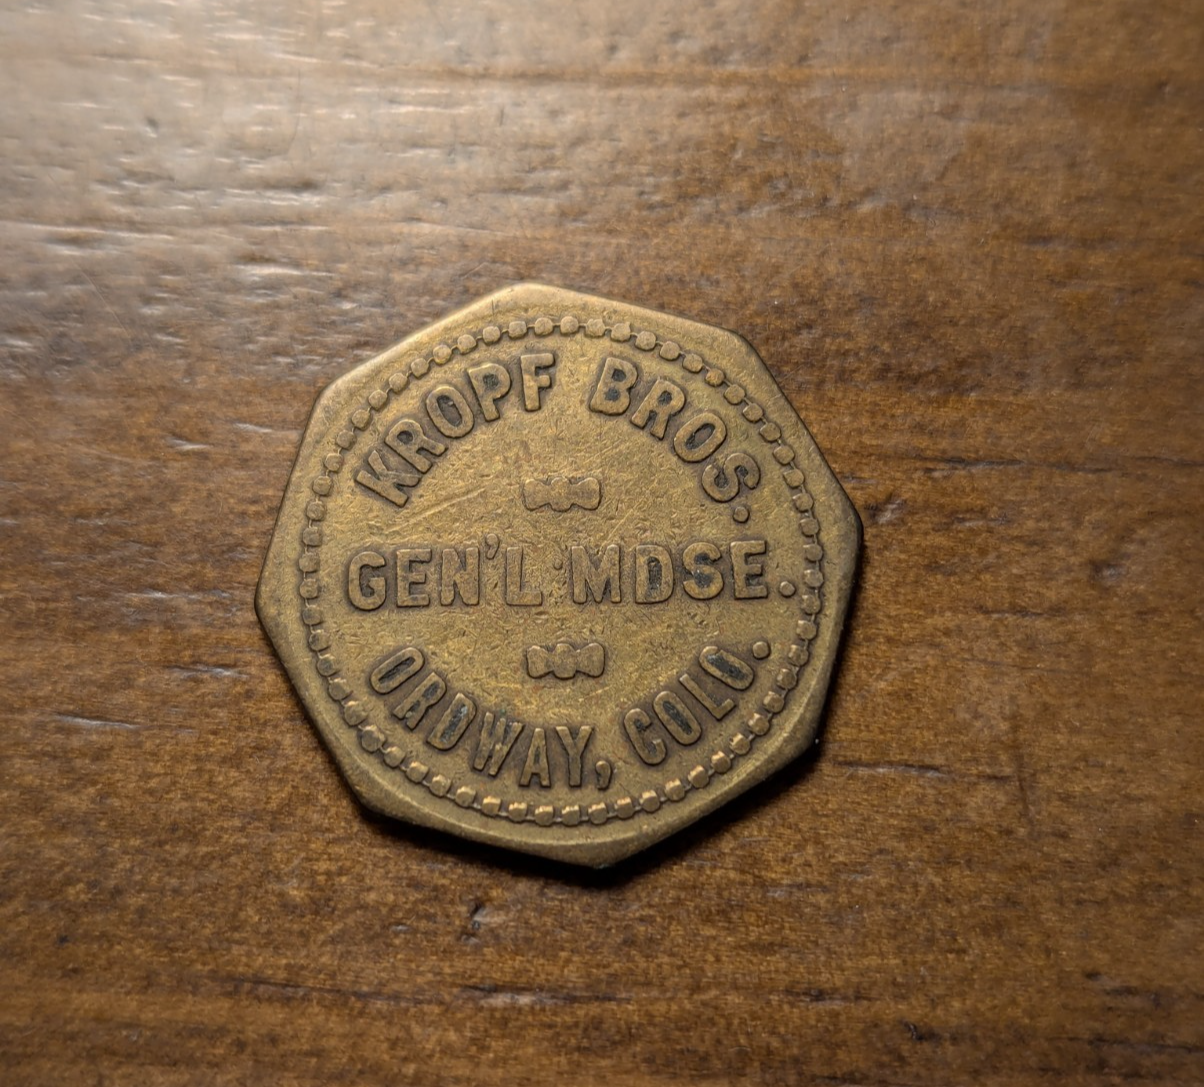 KROPF BROS.
GEN'L MDSE.
ORDWAY, COLO.